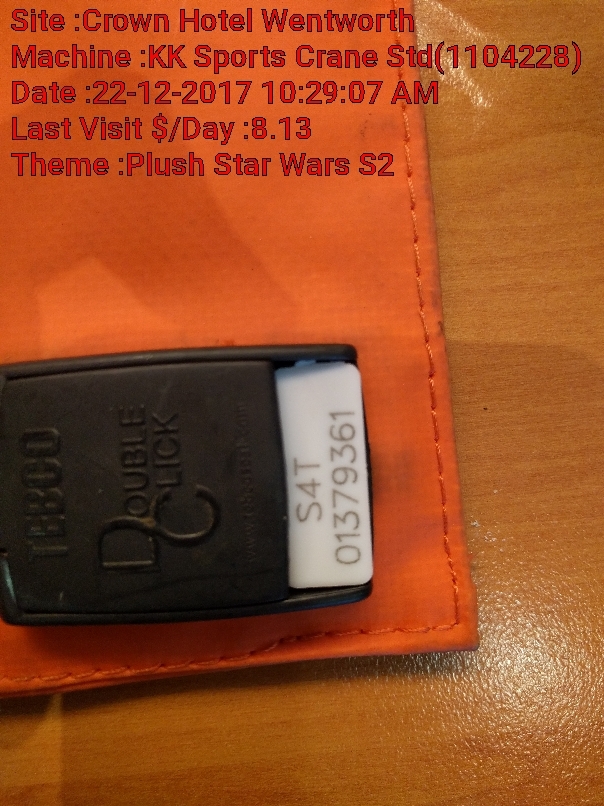 Site :Crown Hotel Wentworth
Machine :KK Sports Crane Std(1104228)
Date :22-12-2017 10:29:07 AM
Last Visit $/Day :8.13
Theme :Plush Star Wars S2
TEBCO
DOUBLE
CLICK
S4T
01379361